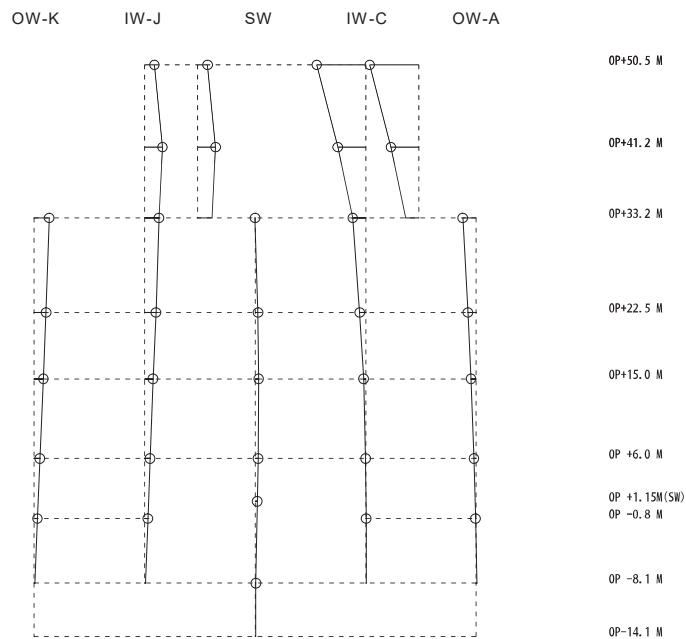 OW-K IW-J SW IW-C OW-A
OP+50.5 M
OP+41.2 M
OP+33.2 M
OP+22.5 M
OP+15.0 M
OP +6.0 M
OP +1.15M(SW)
OP -0.8 M
OP -8.1 M
OP-14.1 M